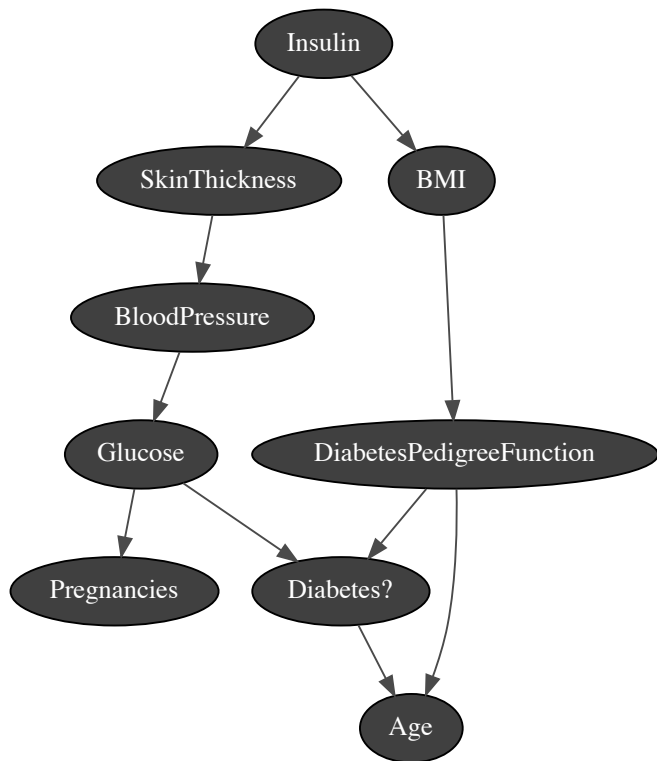 Insulin
SkinThickness
BMI
BloodPressure
Glucose
DiabetesPedigreeFunction
Pregnancies
Diabetes?
Age